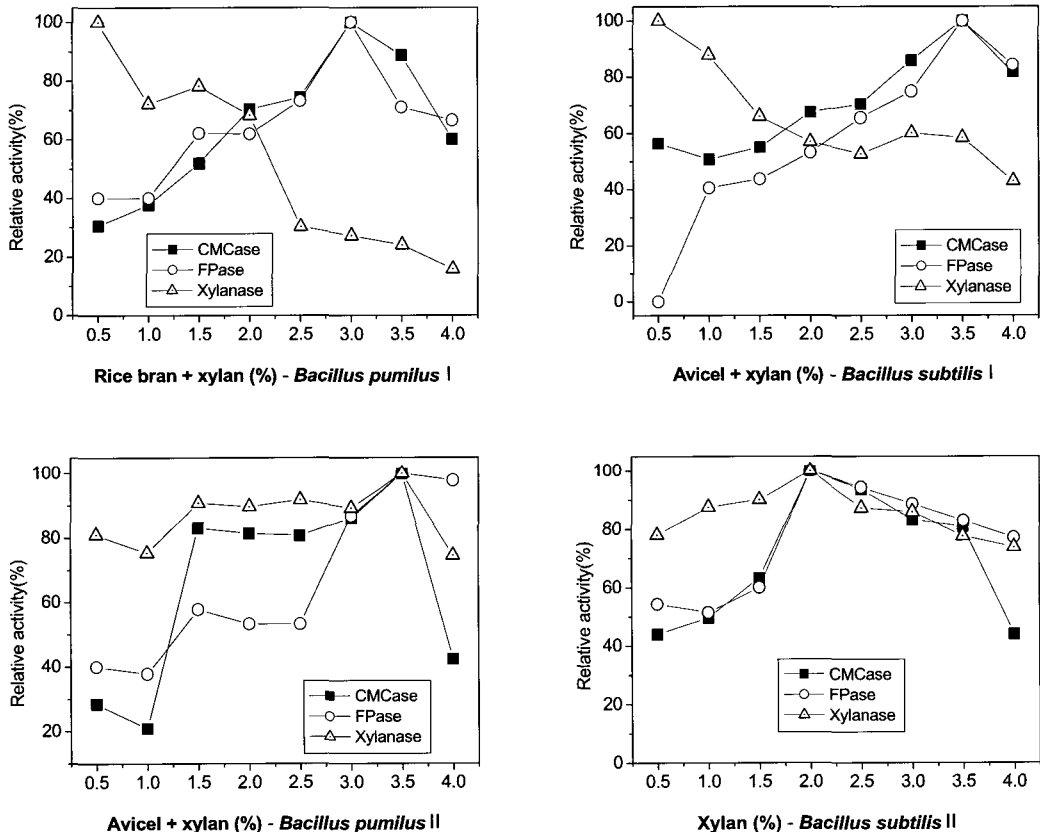 Relative activity(%)
100
80
60
40
20
0
CMCase
FPase
Xylanase
0.5 1.0 1.5 2.0 2.5 3.0 3.5 4.0
Rice bran + xylan (%) - Bacillus pumilus I
Relative activity(%)
100
80
60
40
20
0
CMCase
FPase
Xylanase
0.5 1.0 1.5 2.0 2.5 3.0 3.5 4.0
Avicel + xylan (%) - Bacillus subtilis I
Relative activity(%)
100
80
60
40
20
CMCase
FPase
Xylanase
0.5 1.0 1.5 2.0 2.5 3.0 3.5 4.0
Avicel + xylan (%) - Bacillus pumilus II
Relative activity(%)
100
80
60
40
20
0
CMCase
FPase
Xylanase
0.5 1.0 1.5 2.0 2.5 3.0 3.5 4.0
Xylan (%) - Bacillus subtilis II